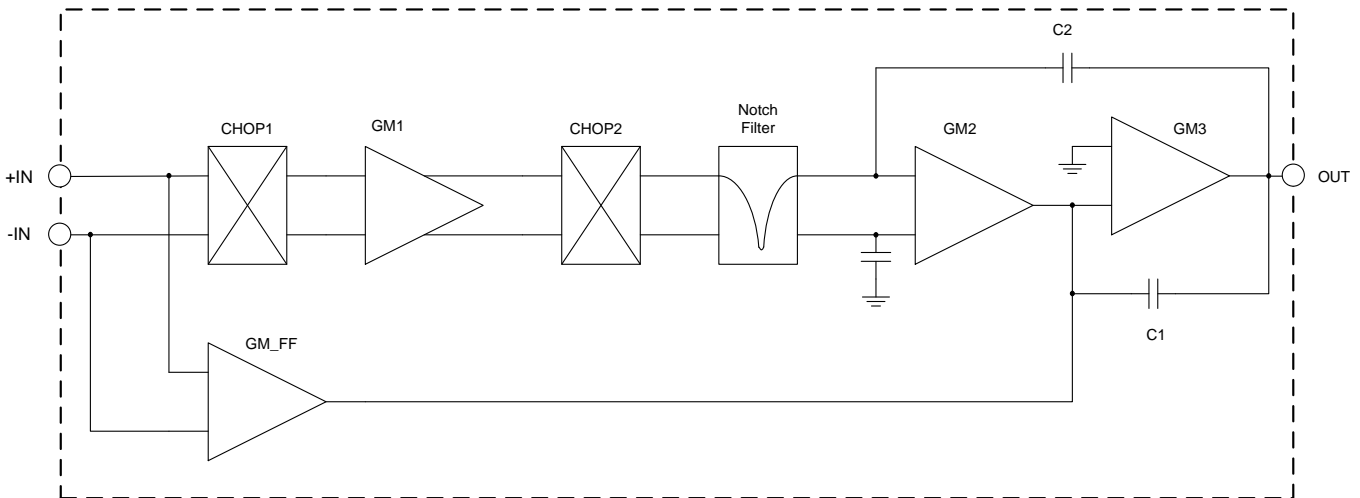 C2
Notch
Filter
CHOP1
GM1
CHOP2
GM2
GM3
+IN
OUT
-IN
C1
GM_FF